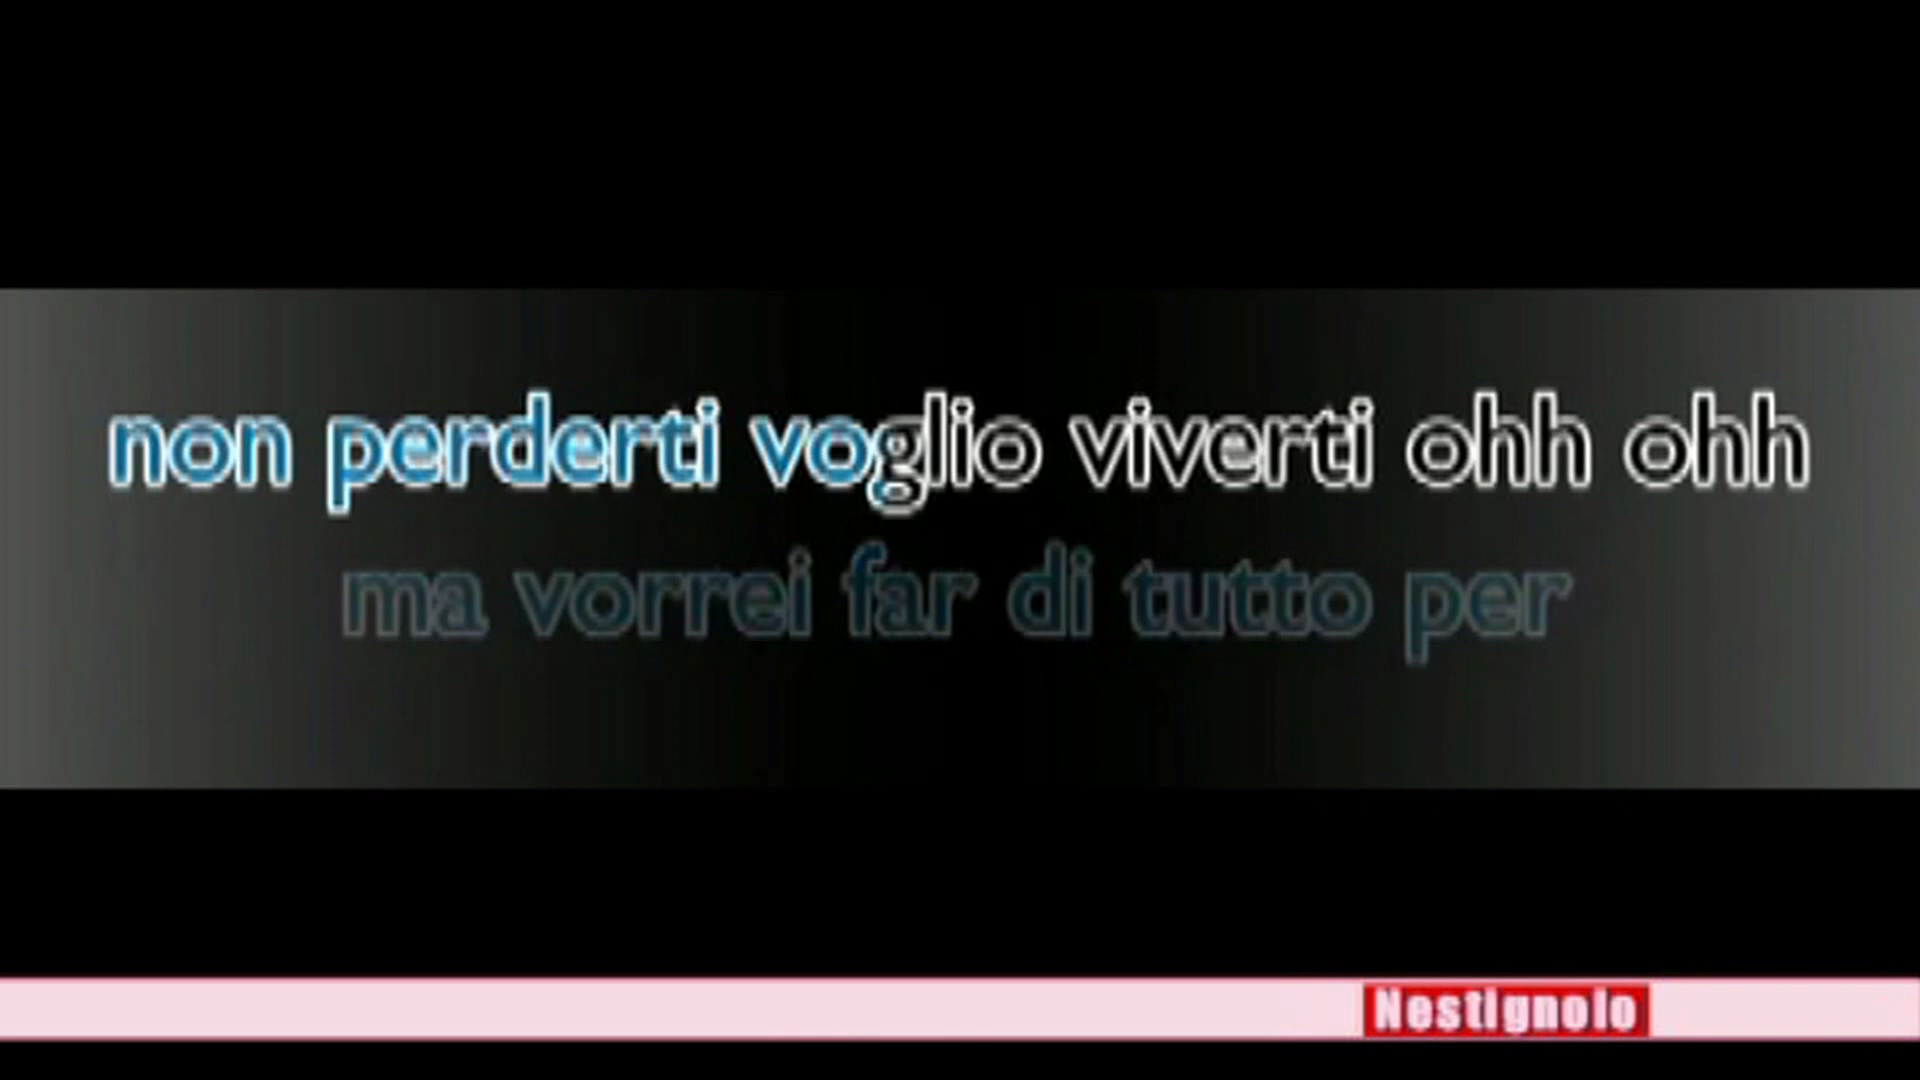 non perderti voglio viverti ohh ohh
ma vorrei far di tutto per
Nestignolo